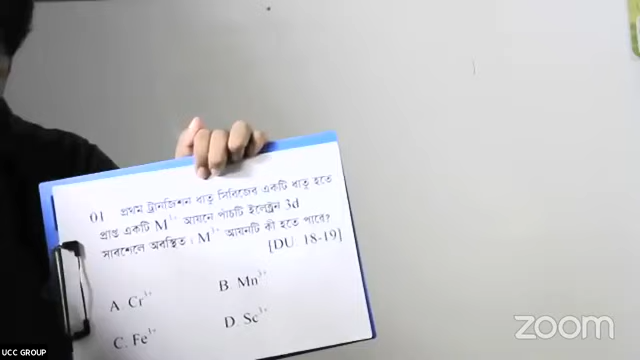 01 প্রথম ট্রানজিশন ধাতু সিরিজের একটি ধাতু হতে
প্রাপ্ত একটি M³⁺ আয়নে পাঁচটি ইলেক্ট্রন 3d
সাবশেলে অবস্থিত। M³⁺ আয়নটি কী হতে পারে?
[DU: 18-19]
A. Cr³⁺ B. Mn³⁺
C. Fe³⁺ D. Sc³⁺
zoom
UCC GROUP